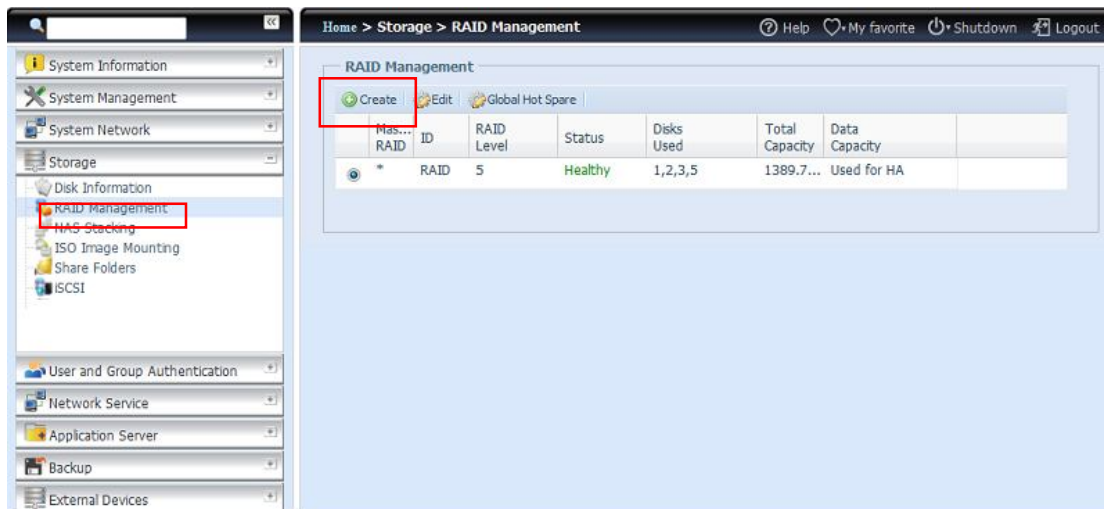 Home > Storage > RAID Management
Help My favorite Shutdown Logout
System Information
System Management
System Network
Storage
Disk Information
RAID Management
NAS Stacking
ISO Image Mounting
Share Folders
iSCSI
User and Group Authentication
Network Service
Application Server
Backup
External Devices
RAID Management
Create Edit Global Hot Spare
Mas... RAID ID RAID Level Status Disks Used Total Capacity Data Capacity
* RAID 5 Healthy 1,2,3,5 1389.7... Used for HA